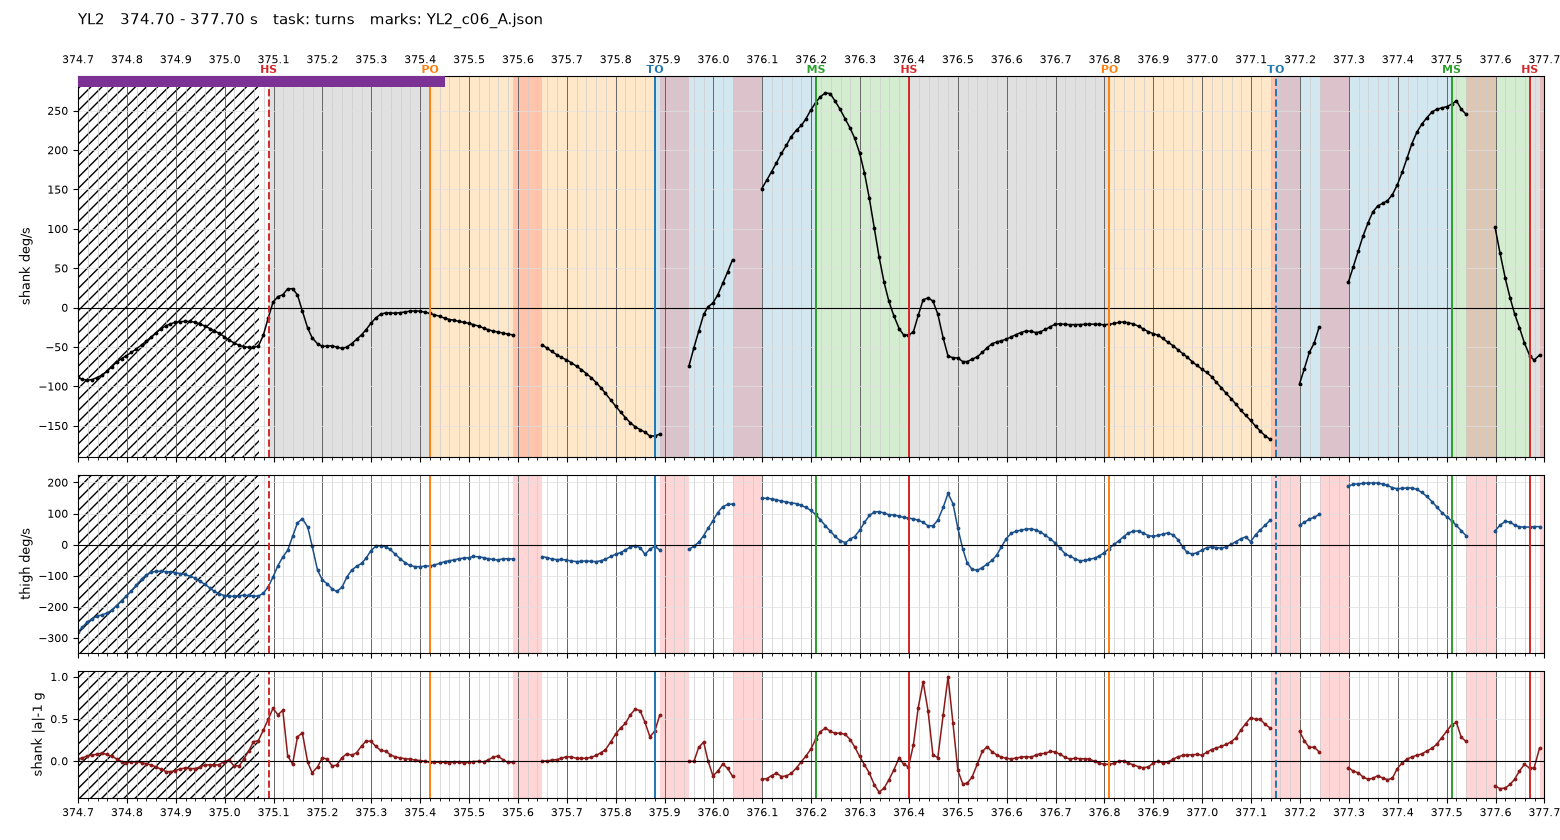 YL2   374.70 - 377.70 s   task: turns   marks: YL2_c06_A.json
374.7 374.8 374.9 375.0 375.1 375.2 375.3 375.4 375.5 375.6 375.7 375.8 375.9 376.0 376.1 376.2 376.3 376.4 376.5 376.6 376.7 376.8 376.9 377.0 377.1 377.2 377.3 377.4 377.5 377.6 377.7
HS PO TO MS HS PO TO MS HS
250
200
150
100
50
0
−50
−100
−150
shank deg/s
200
100
0
−100
−200
−300
thigh deg/s
1.0
0.5
0.0
shank |a|-1 g
374.7 374.8 374.9 375.0 375.1 375.2 375.3 375.4 375.5 375.6 375.7 375.8 375.9 376.0 376.1 376.2 376.3 376.4 376.5 376.6 376.7 376.8 376.9 377.0 377.1 377.2 377.3 377.4 377.5 377.6 377.7